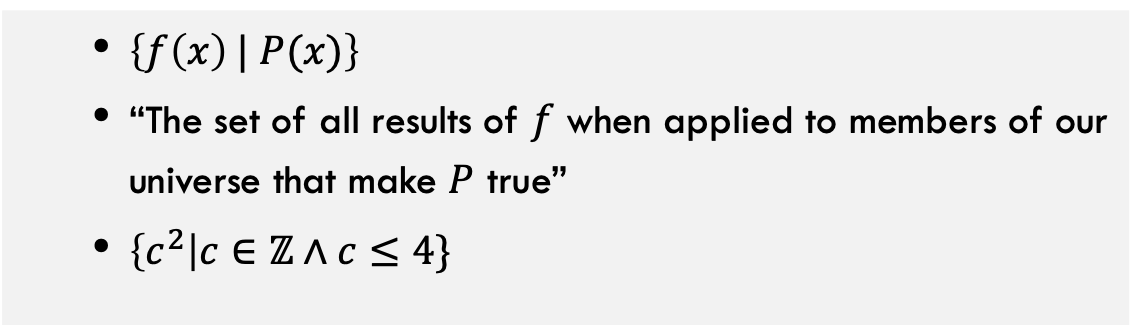 • {𝑓(𝑥) | 𝑃(𝑥)}
• “The set of all results of 𝑓 when applied to members of our
universe that make 𝑃 true”
• {𝑐²|𝑐 ∈ ℤ ∧ 𝑐 ≤ 4}